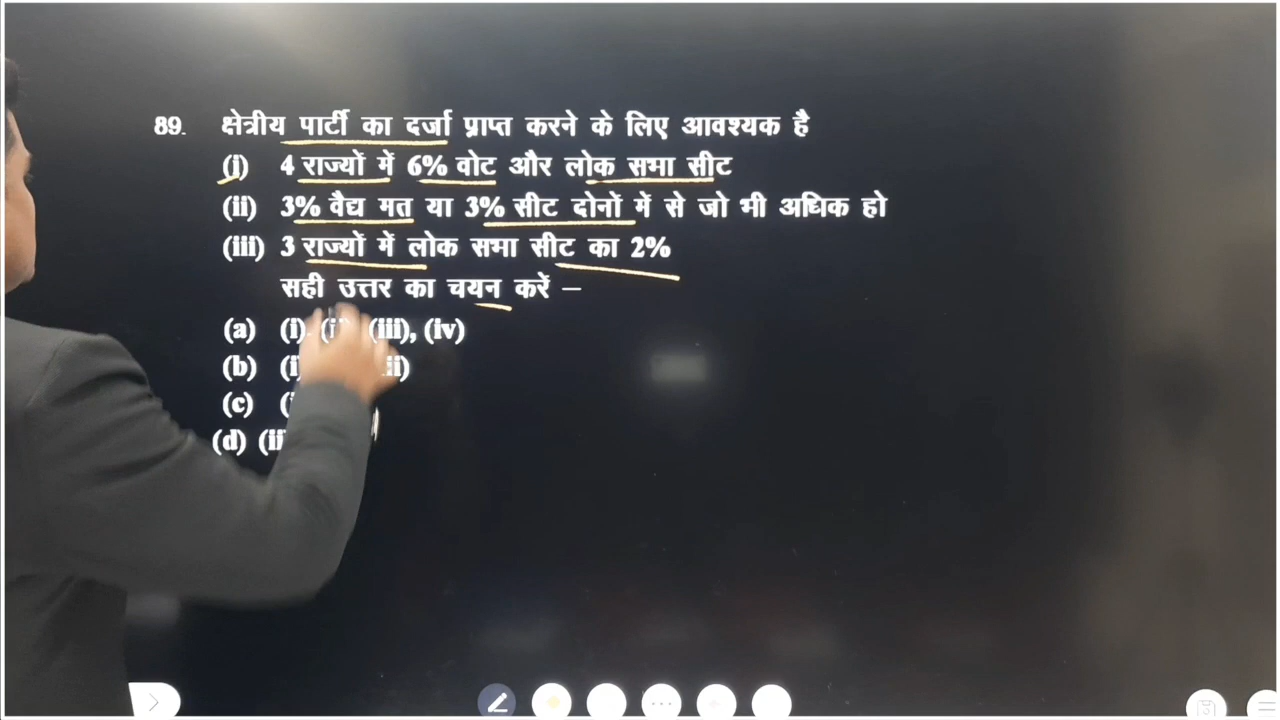 89. क्षेत्रीय पार्टी का दर्जा प्राप्त करने के लिए आवश्यक है
(i) 4 राज्यों में 6% वोट और लोक सभा सीट
(ii) 3% वैद्य मत या 3% सीट दोनों में से जो भी अधिक हो
(iii) 3 राज्यों में लोक सभा सीट का 2%
सही उत्तर का चयन करें –
(a) (i), (iii), (iv)
(b)
(c)
(d)